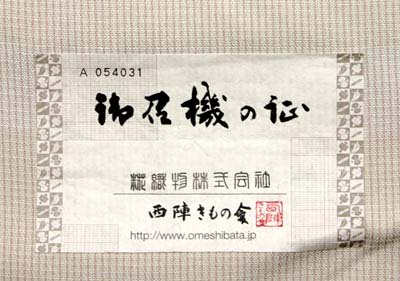 A 054031
御召機の証
織物株式会社
西陣きもの會
http://www.omeshibata.jp